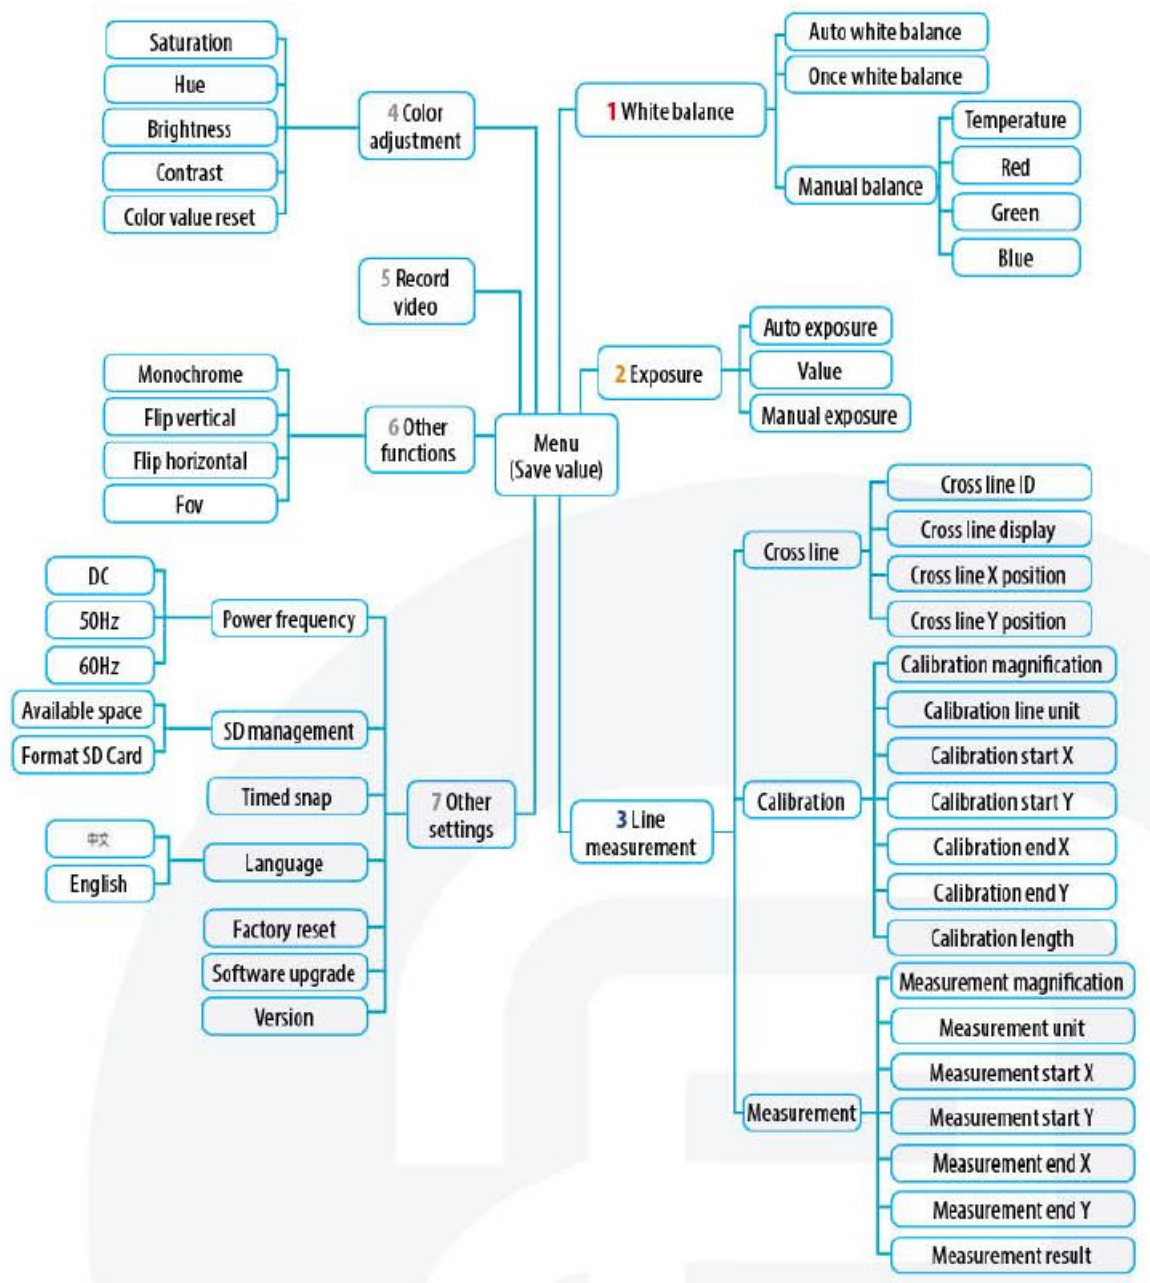 Saturation
Hue
Brightness
Contrast
Color value reset
4 Color
adjustment
5 Record
video
Monochrome
Flip vertical
Flip horizontal
Fov
6 Other
functions
DC
50Hz
60Hz
Power frequency
Available space
Format SD Card
SD management
Timed snap
中文
English
Language
Factory reset
Software upgrade
Version
7 Other
settings
Menu
(Save value)
1 White balance
Auto white balance
Once white balance
Manual balance
Temperature
Red
Green
Blue
2 Exposure
Auto exposure
Value
Manual exposure
3 Line
measurement
Cross line
Cross line ID
Cross line display
Cross line X position
Cross line Y position
Calibration
Calibration magnification
Calibration line unit
Calibration start X
Calibration start Y
Calibration end X
Calibration end Y
Calibration length
Measurement
Measurement magnification
Measurement unit
Measurement start X
Measurement start Y
Measurement end X
Measurement end Y
Measurement result